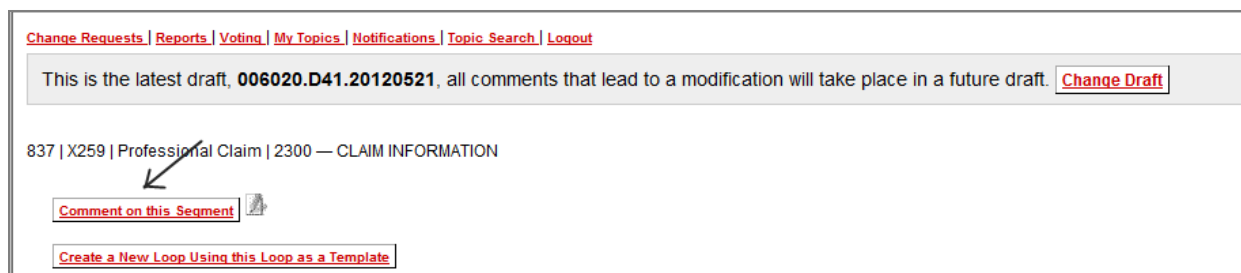 Change Requests | Reports | Voting | My Topics | Notifications | Topic Search | Logout
This is the latest draft, 006020.D41.20120521, all comments that lead to a modification will take place in a future draft. Change Draft
837 | X259 | Professional Claim | 2300 — CLAIM INFORMATION
Comment on this Segment
Create a New Loop Using this Loop as a Template